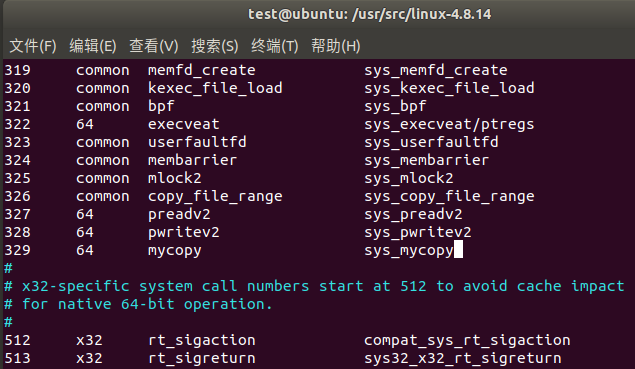 test@ubuntu: /usr/src/linux-4.8.14
文件(F) 编辑(E) 查看(V) 搜索(S) 终端(T) 帮助(H)
319 common memfd_create sys_memfd_create
320 common kexec_file_load sys_kexec_file_load
321 common bpf sys_bpf
322 64 execveat sys_execveat/ptregs
323 common userfaultfd sys_userfaultfd
324 common membarrier sys_membarrier
325 common mlock2 sys_mlock2
326 common copy_file_range sys_copy_file_range
327 64 preadv2 sys_preadv2
328 64 pwritev2 sys_pwritev2
329 64 mycopy sys_mycopy
#
# x32-specific system call numbers start at 512 to avoid cache impact
# for native 64-bit operation.
#
512 x32 rt_sigaction compat_sys_rt_sigaction
513 x32 rt_sigreturn sys32_x32_rt_sigreturn